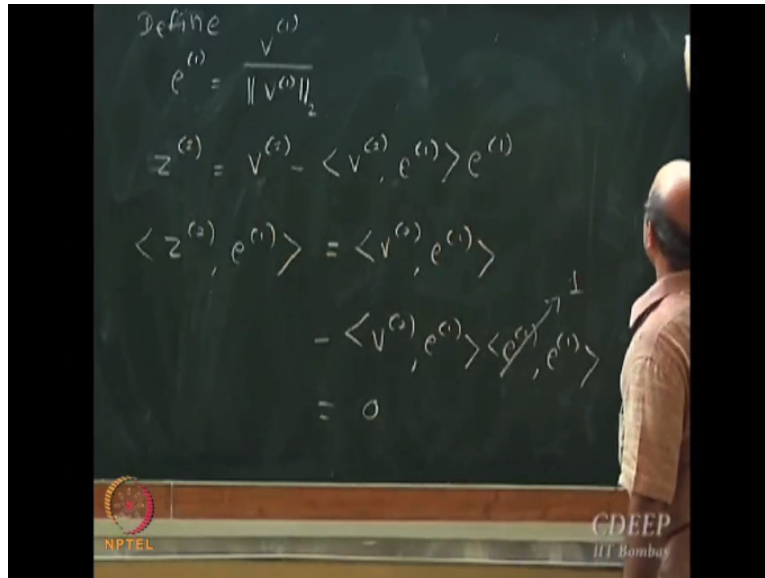 Define
e^(1) = v^(1) / ‖v^(1)‖_2
z^(2) = v^(2) - <v^(2), e^(1)> e^(1)
<z^(2), e^(1)> = <v^(2), e^(1)>
- <v^(2), e^(1)> <e^(1), e^(1)> 1
= 0
NPTEL
CDEEP
IIT Bombay